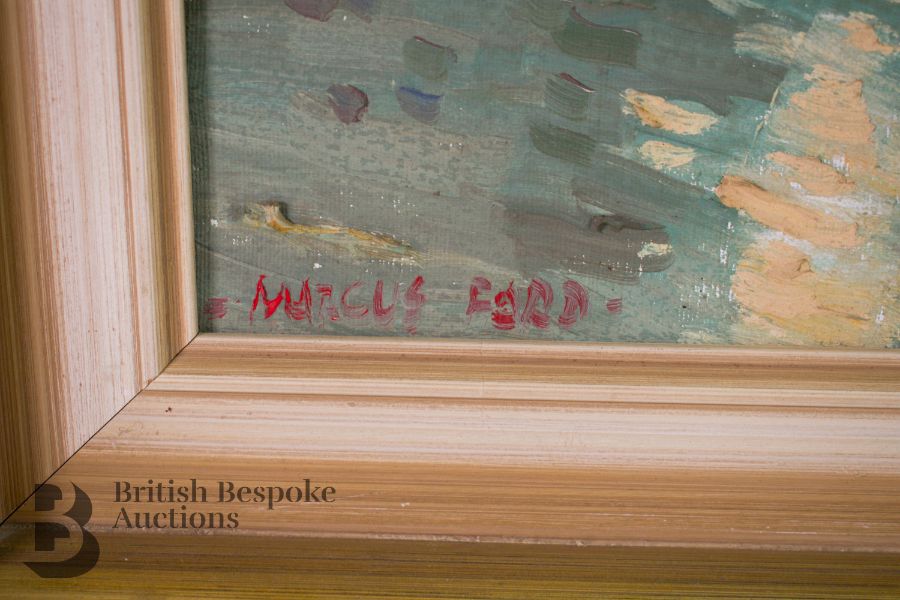 = MARCUS FORD =
British Bespoke
Auctions